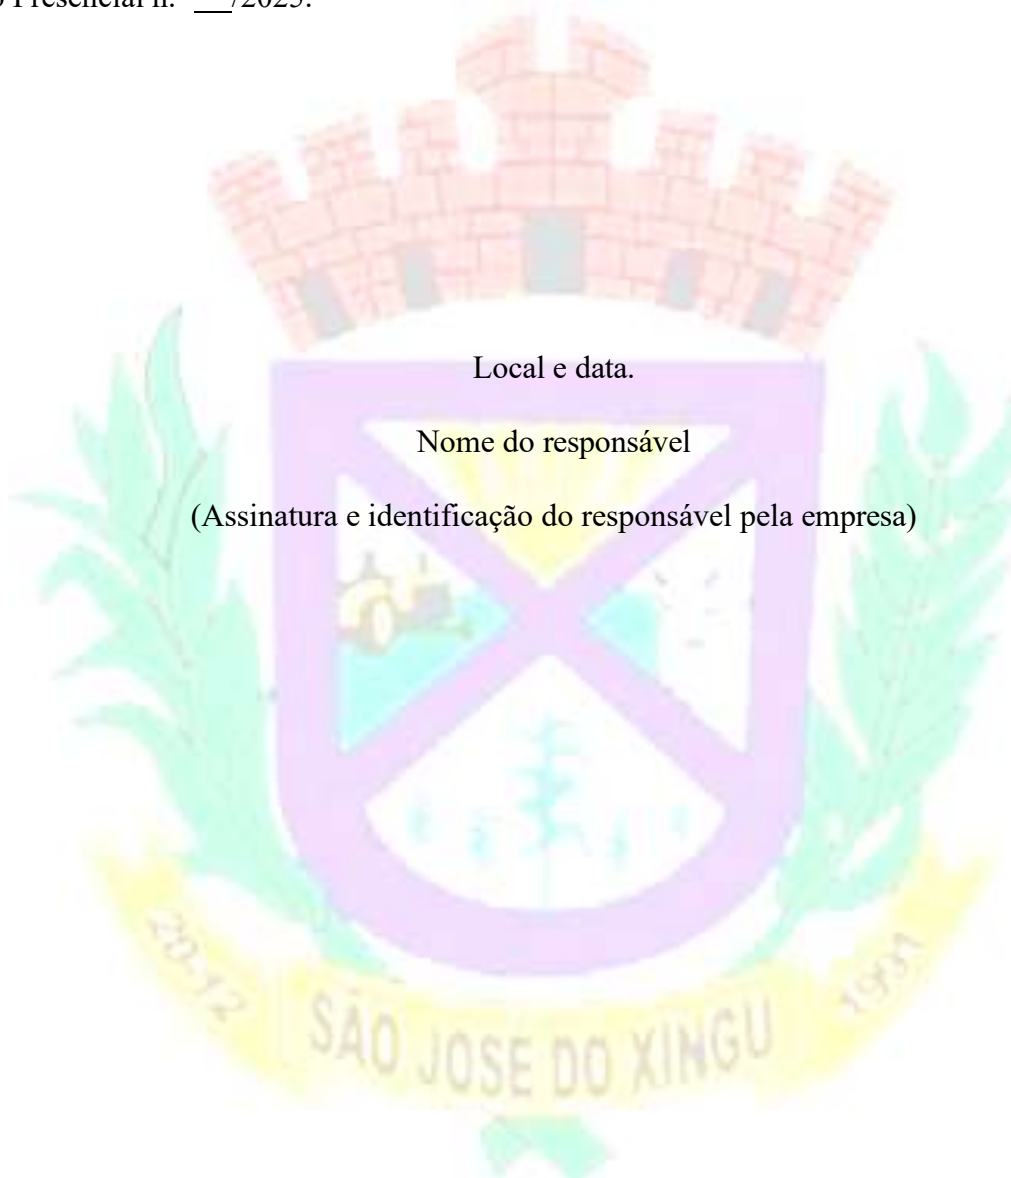 Presencial n. __/2025.
Local e data.
Nome do responsável
(Assinatura e identificação do responsável pela empresa)
20-12
1991
SÃO JOSE DO XINGU